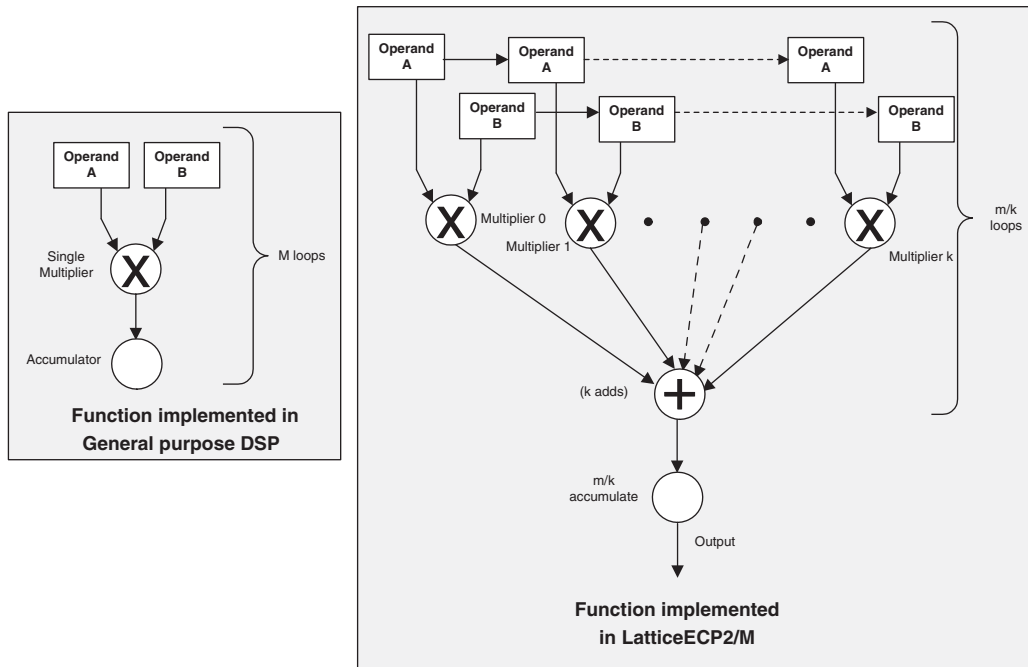 Operand
A
Operand
B
Single
Multiplier
X
M loops
Accumulator
Function implemented in
General purpose DSP
Operand
A
Operand
A
Operand
A
Operand
B
Operand
B
Operand
B
X
Multiplier 0
X
Multiplier 1
X
Multiplier k
m/k
loops
(k adds)
+
m/k
accumulate
Output
Function implemented
in LatticeECP2/M